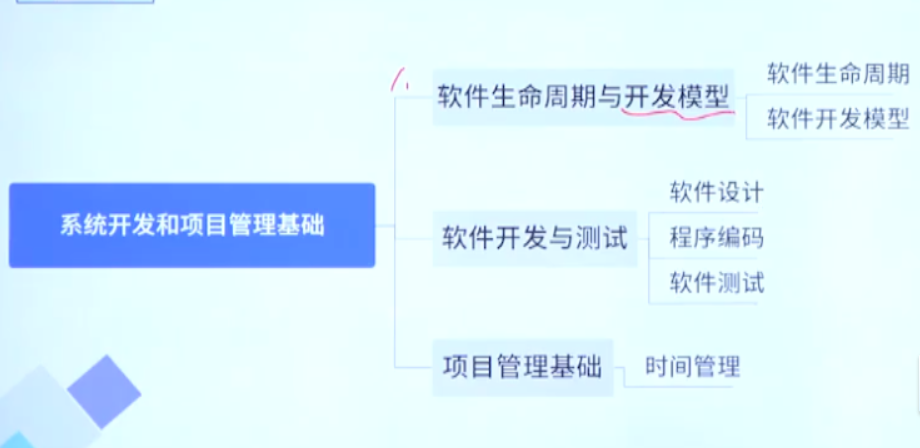 系统开发和项目管理基础
软件生命周期与开发模型
软件生命周期
软件开发模型
软件开发与测试
软件设计
程序编码
软件测试
项目管理基础
时间管理